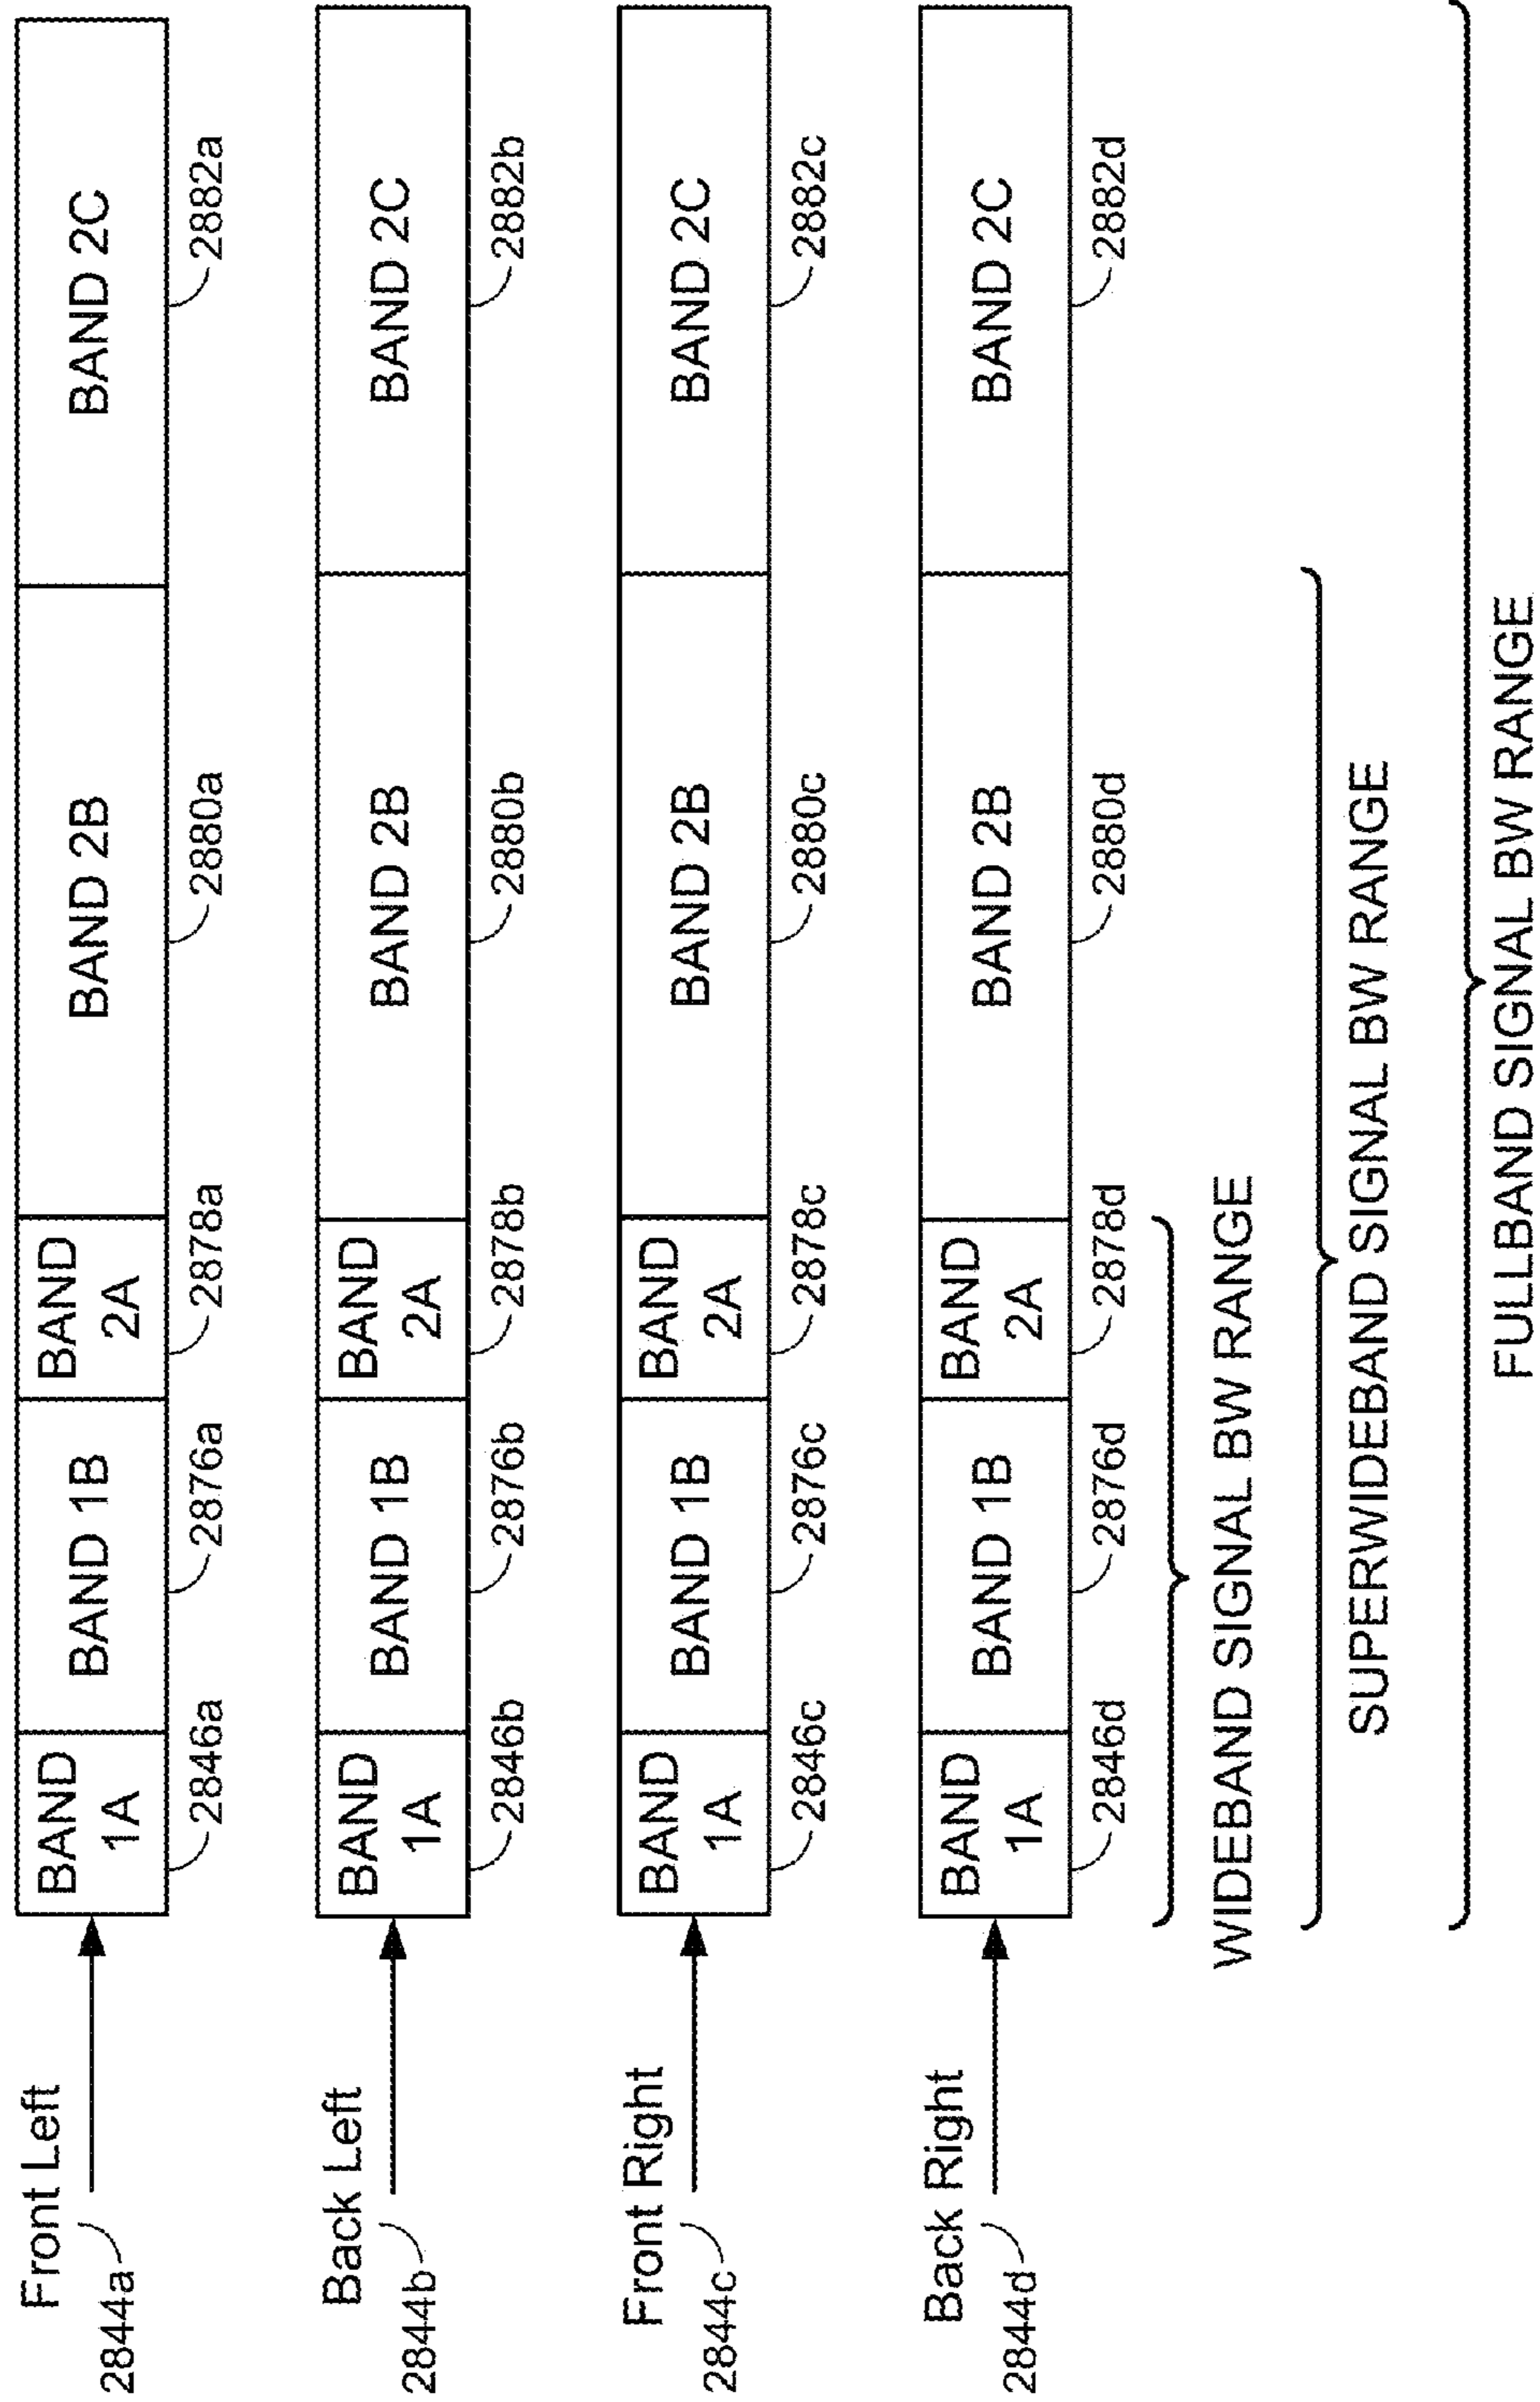 Front Left
2844a
BAND
1A
BAND 1B
BAND
2A
BAND 2B
BAND 2C
2846a
2876a
2878a
2880a
2882a
Back Left
2844b
BAND
1A
BAND 1B
BAND
2A
BAND 2B
BAND 2C
2846b
2876b
2878b
2880b
2882b
Front Right
2844c
BAND
1A
BAND 1B
BAND
2A
BAND 2B
BAND 2C
2846c
2876c
2878c
2880c
2882c
Back Right
2844d
BAND
1A
BAND 1B
BAND
2A
BAND 2B
BAND 2C
2846d
2876d
2878d
2880d
2882d
WIDEBAND SIGNAL BW RANGE
SUPERWIDEBAND SIGNAL BW RANGE
FULLBAND SIGNAL BW RANGE